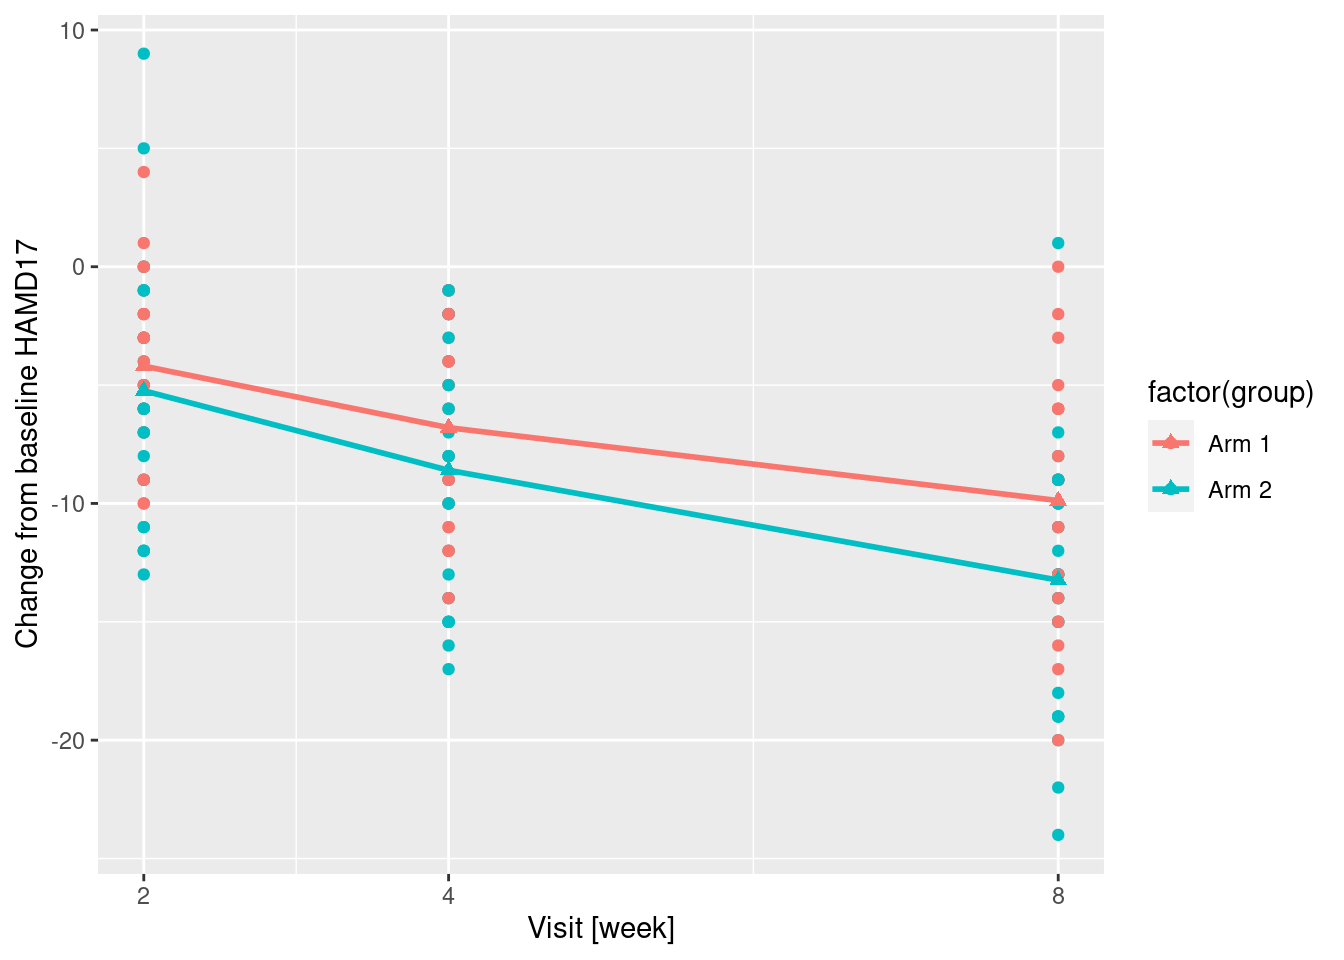 10
0
-10
-20
Change from baseline HAMD17
2
4
8
Visit [week]
factor(group)
Arm 1
Arm 2